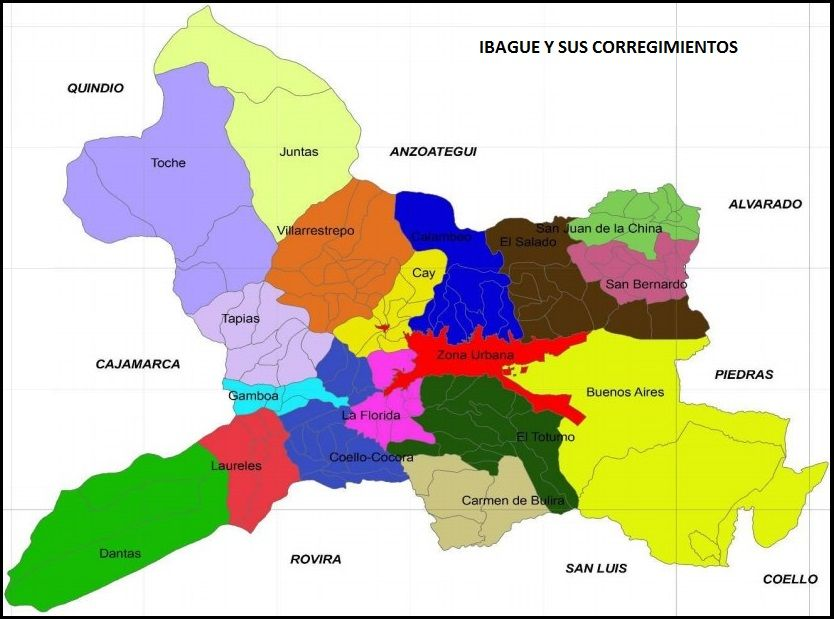 IBAGUE Y SUS CORREGIMIENTOS
QUINDIO
ANZOATEGUI
Juntas
Toche
ALVARADO
Villarrestrepo
San Juan de la China
Calambeo
El Salado
Cay
San Bernardo
Tapias
Zona Urbana
CAJAMARCA
PIEDRAS
Buenos Aires
Gamboa
La Florida
El Totumo
Coello-Cocora
Laureles
Carmen de Bulira
Dantas
ROVIRA
SAN LUIS
COELLO